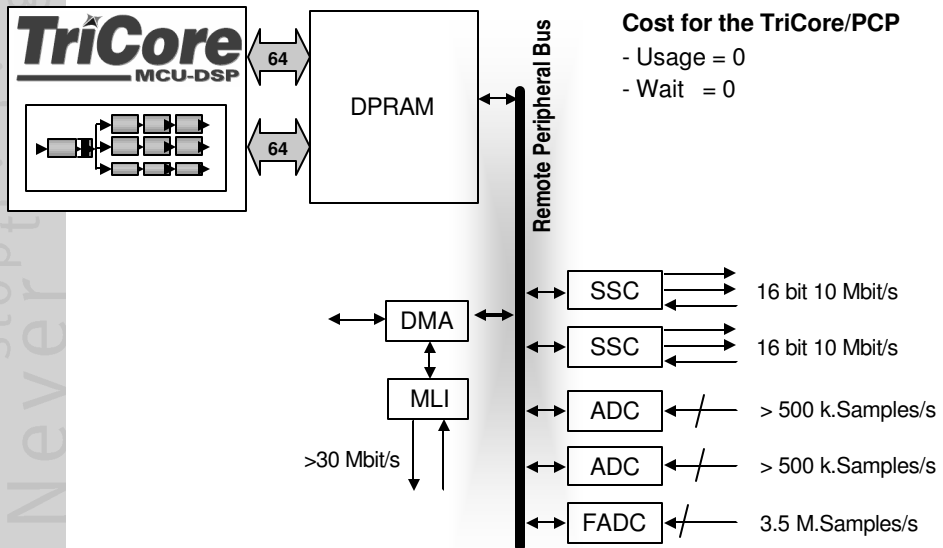 TriCore
MCU-DSP
64
64
DPRAM
Remote Peripheral Bus
Cost for the TriCore/PCP
- Usage = 0
- Wait = 0
DMA
MLI
>30 Mbit/s
SSC
16 bit 10 Mbit/s
SSC
16 bit 10 Mbit/s
ADC
> 500 k.Samples/s
ADC
> 500 k.Samples/s
FADC
3.5 M.Samples/s
Never stop